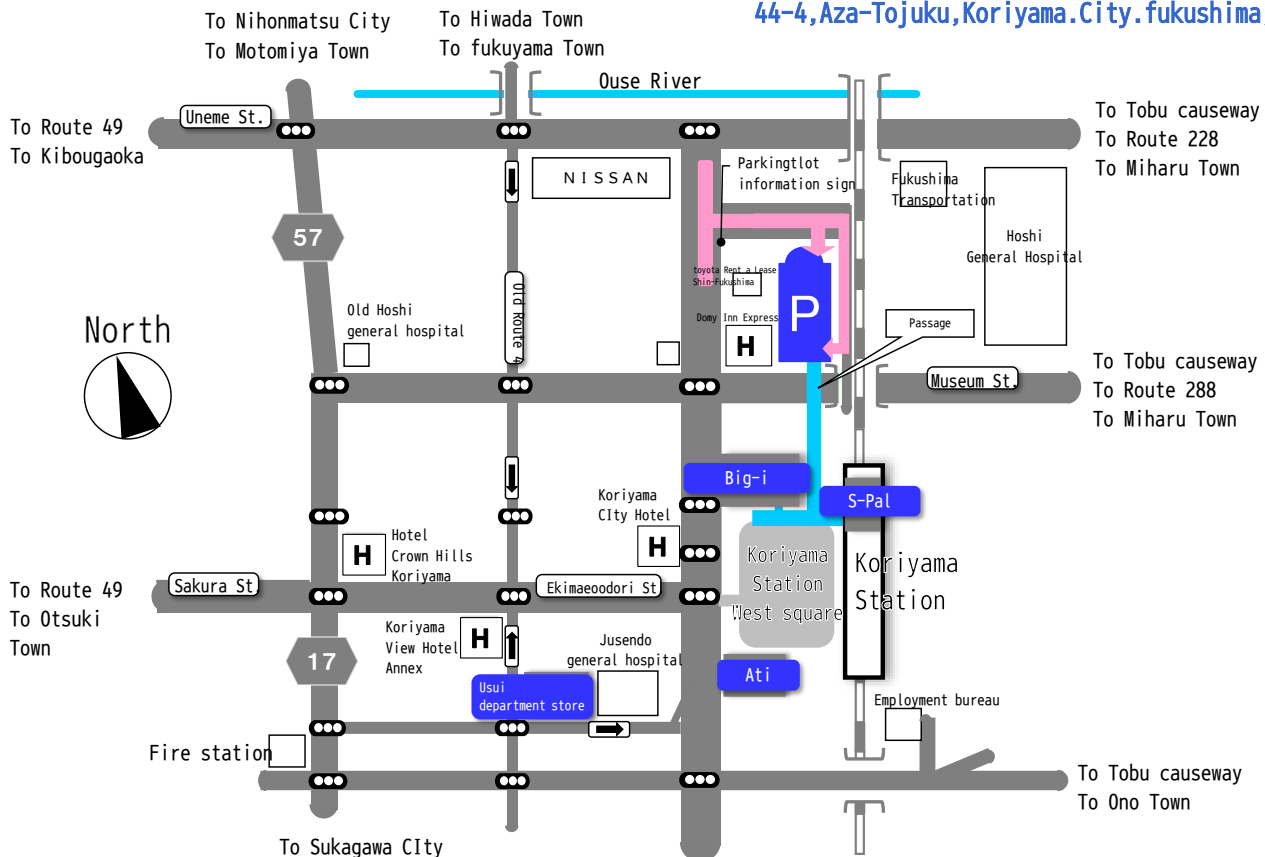 44-4,Aza-Tojuku,Koriyama.City.fukushima
To Nihonmatsu City
To Motomiya Town
To Hiwada Town
To fukuyama Town
Ouse River
Uneme St.
To Route 49
To Kibougaoka
To Tobu causeway
To Route 228
To Miharu Town
NISSAN
Parkingtlot
information sign
Fukushima
Transportation
Hoshi
General Hospital
57
toyota Rent a Lease
Shin-Fukushima
P
Old Route 4
Old Hoshi
general hospital
North
Domy Inn Express
H
Passage
Museum St.
To Tobu causeway
To Route 288
To Miharu Town
Big-i
S-Pal
Koriyama
CIty Hotel
H
Hotel
Crown Hills
Koriyama
H
Koriyama
Station
West square
Koriyama
Station
Sakura St.
Ekimaeoodori St
To Route 49
To Otsuki
Town
17
Koriyama
View Hotel
Annex
H
Jusendo
general hospital
Ati
Usui
department store
Employment bureau
Fire station
To Tobu causeway
To Ono Town
To Sukagawa CIty